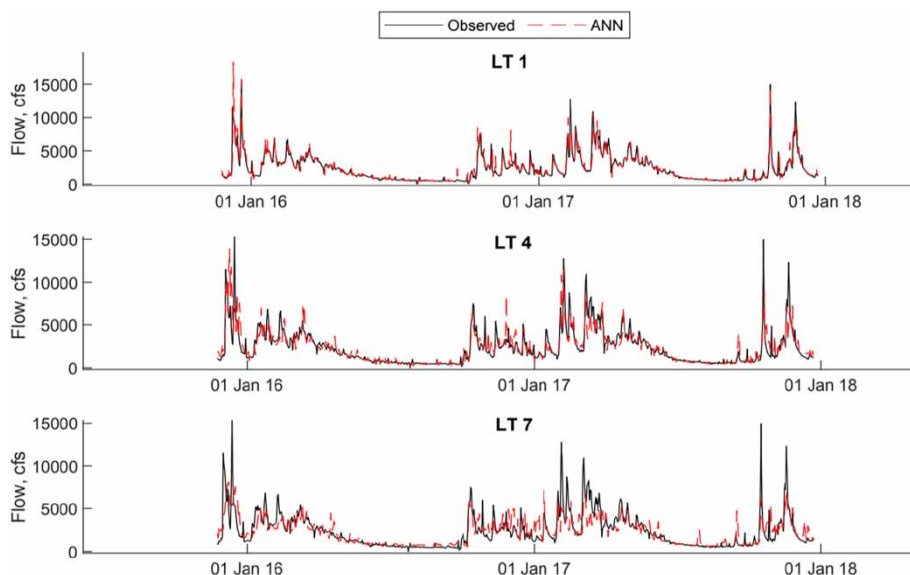 Observed ANN
LT 1
Flow, cfs
15000
10000
5000
0
01 Jan 16 01 Jan 17 01 Jan 18
LT 4
Flow, cfs
15000
10000
5000
0
01 Jan 16 01 Jan 17 01 Jan 18
LT 7
Flow, cfs
15000
10000
5000
0
01 Jan 16 01 Jan 17 01 Jan 18